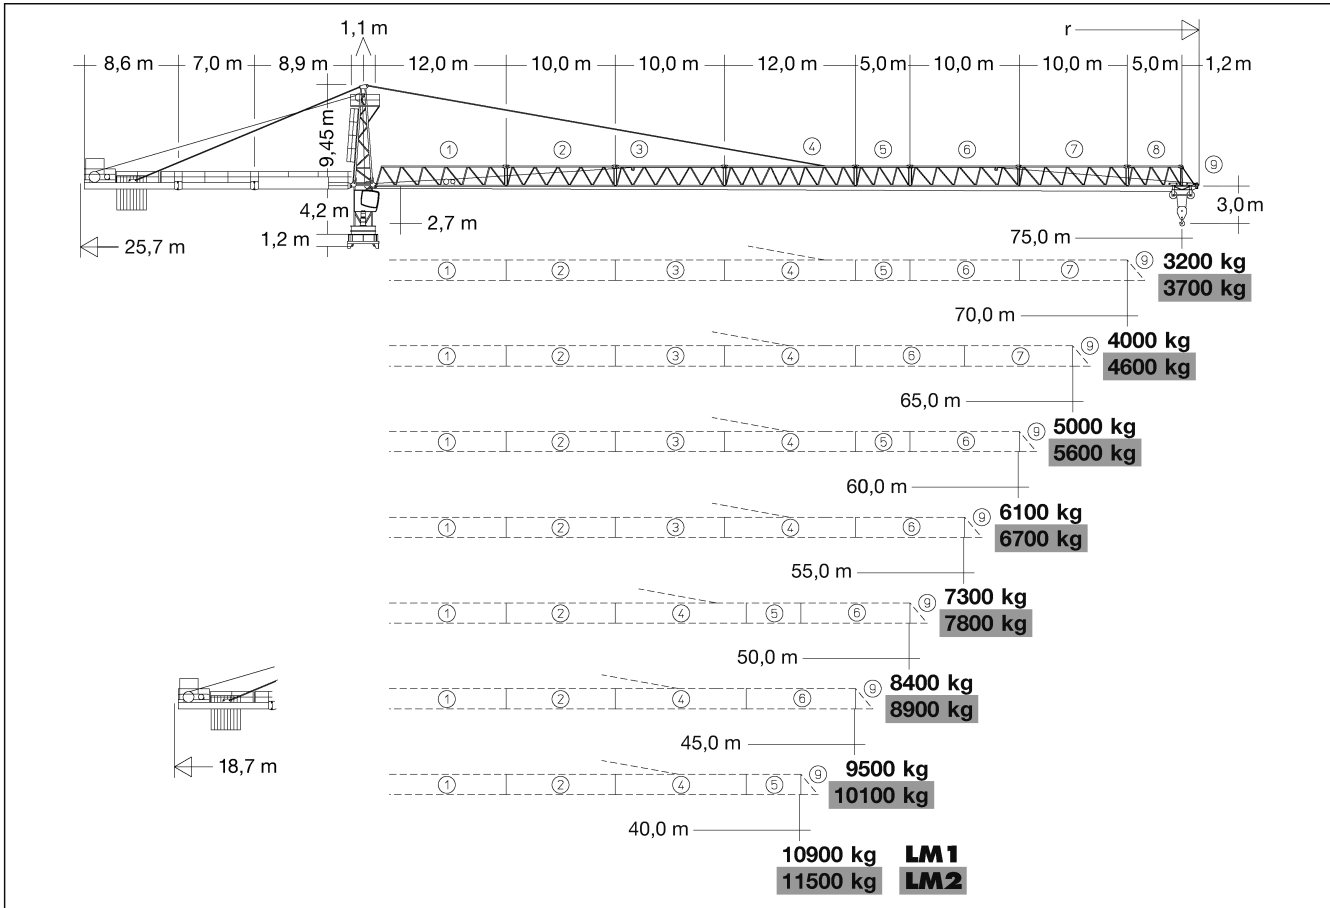 1,1 m
r
8,6 m 7,0 m 8,9 m 12,0 m 10,0 m 10,0 m 12,0 m 5,0 m 10,0 m 10,0 m 5,0 m 1,2 m
9,45 m
1 2 3 4 5 6 7 8 9
4,2 m
2,7 m
3,0 m
1,2 m
25,7 m
75,0 m
1 2 3 4 5 6 7 9
3200 kg
3700 kg
70,0 m
1 2 3 4 6 7 9
4000 kg
4600 kg
65,0 m
1 2 3 4 5 6 9
5000 kg
5600 kg
60,0 m
1 2 3 4 6 9
6100 kg
6700 kg
55,0 m
1 2 4 5 6 9
7300 kg
7800 kg
50,0 m
1 2 4 6 9
8400 kg
8900 kg
45,0 m
18,7 m
1 2 4 5 9
9500 kg
10100 kg
40,0 m
10900 kg LM1
11500 kg LM2